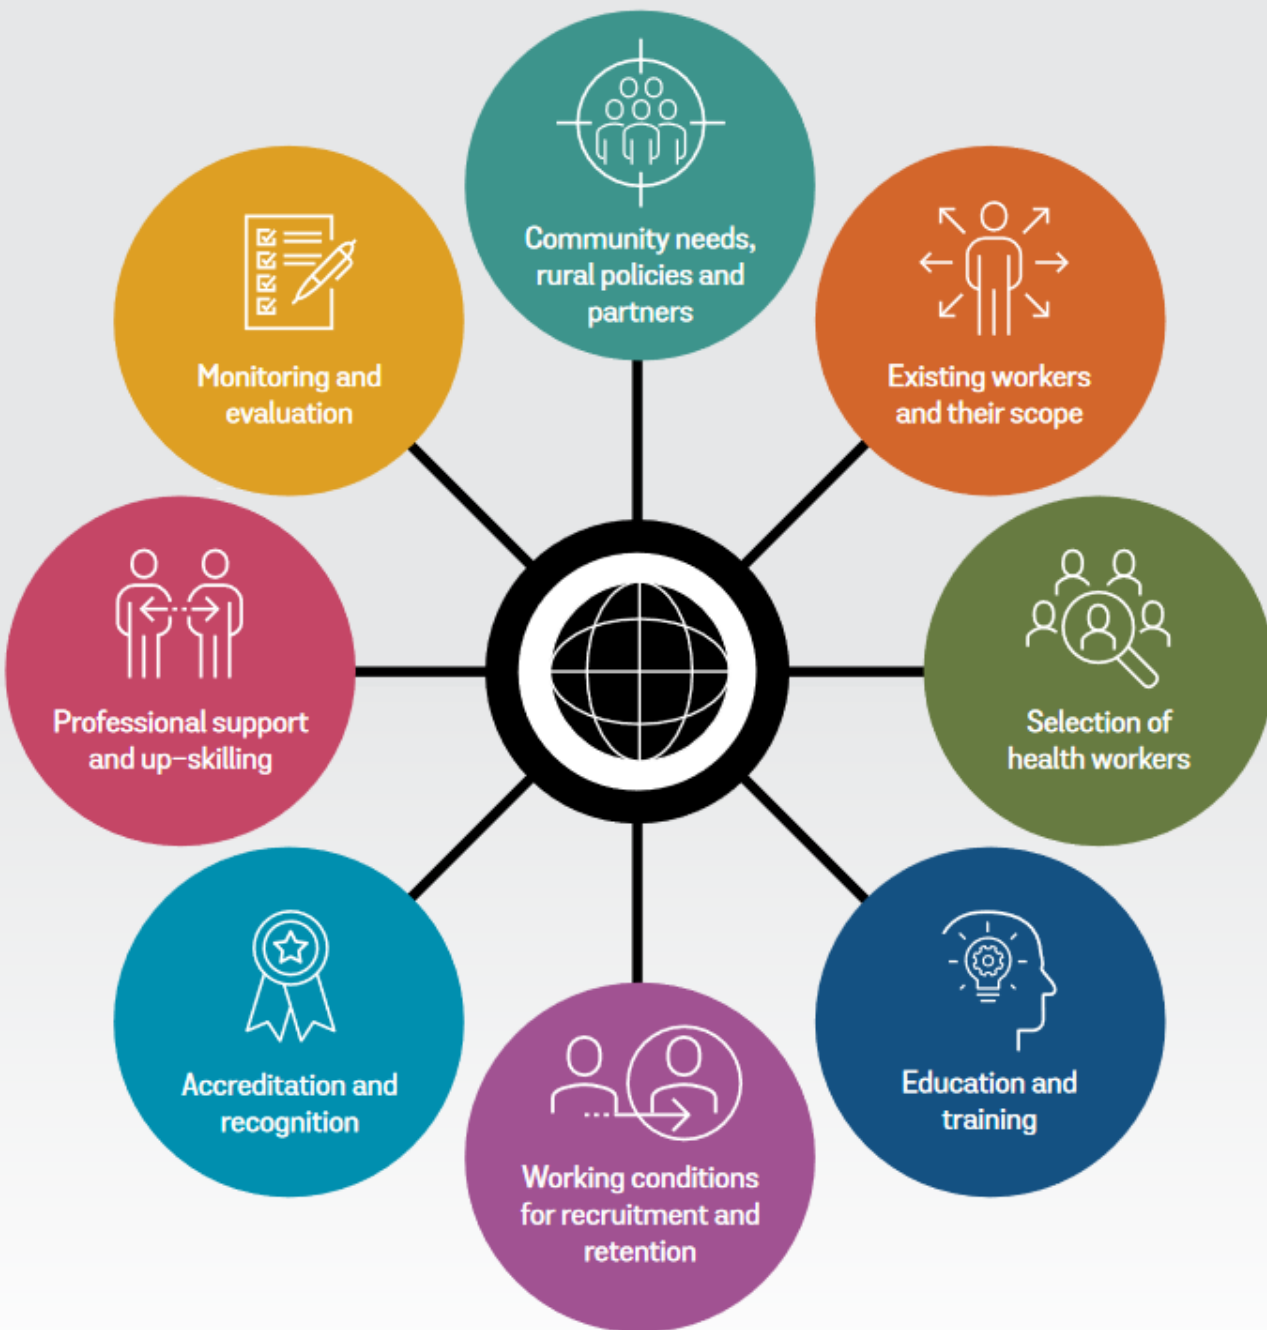 Community needs,
rural policies and
partners
Existing workers
and their scope
Selection of
health workers
Education and
training
Working conditions
for recruitment and
retention
Accreditation and
recognition
Professional support
and up-skilling
Monitoring and
evaluation